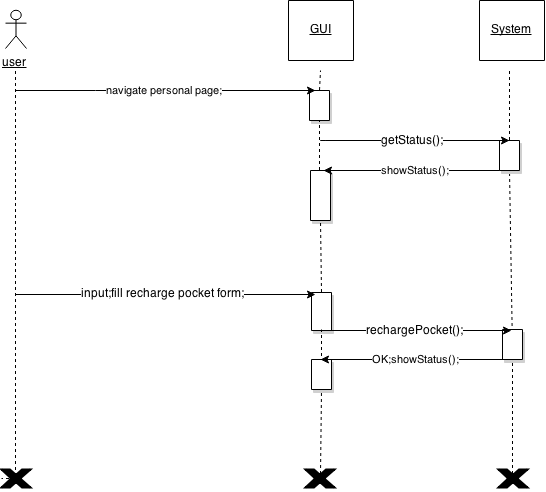 user
GUI
System
navigate personal page;
getStatus();
showStatus();
input;fill recharge pocket form;
rechargePocket();
OK;showStatus();